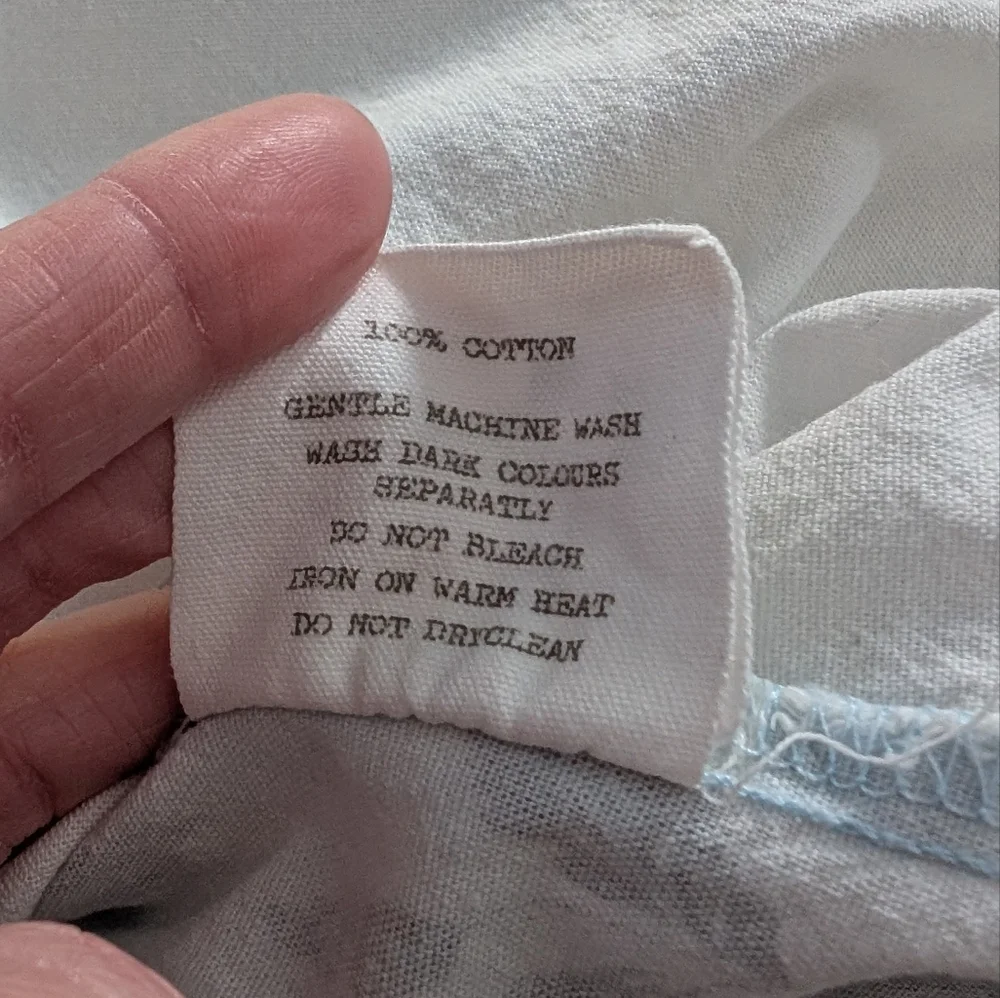 100% COTTON
GENTLE MACHINE WASH
WASH DARK COLOURS
SEPARATLY
DO NOT BLEACH
IRON ON WARM HEAT
DO NOT DRYCLEAN